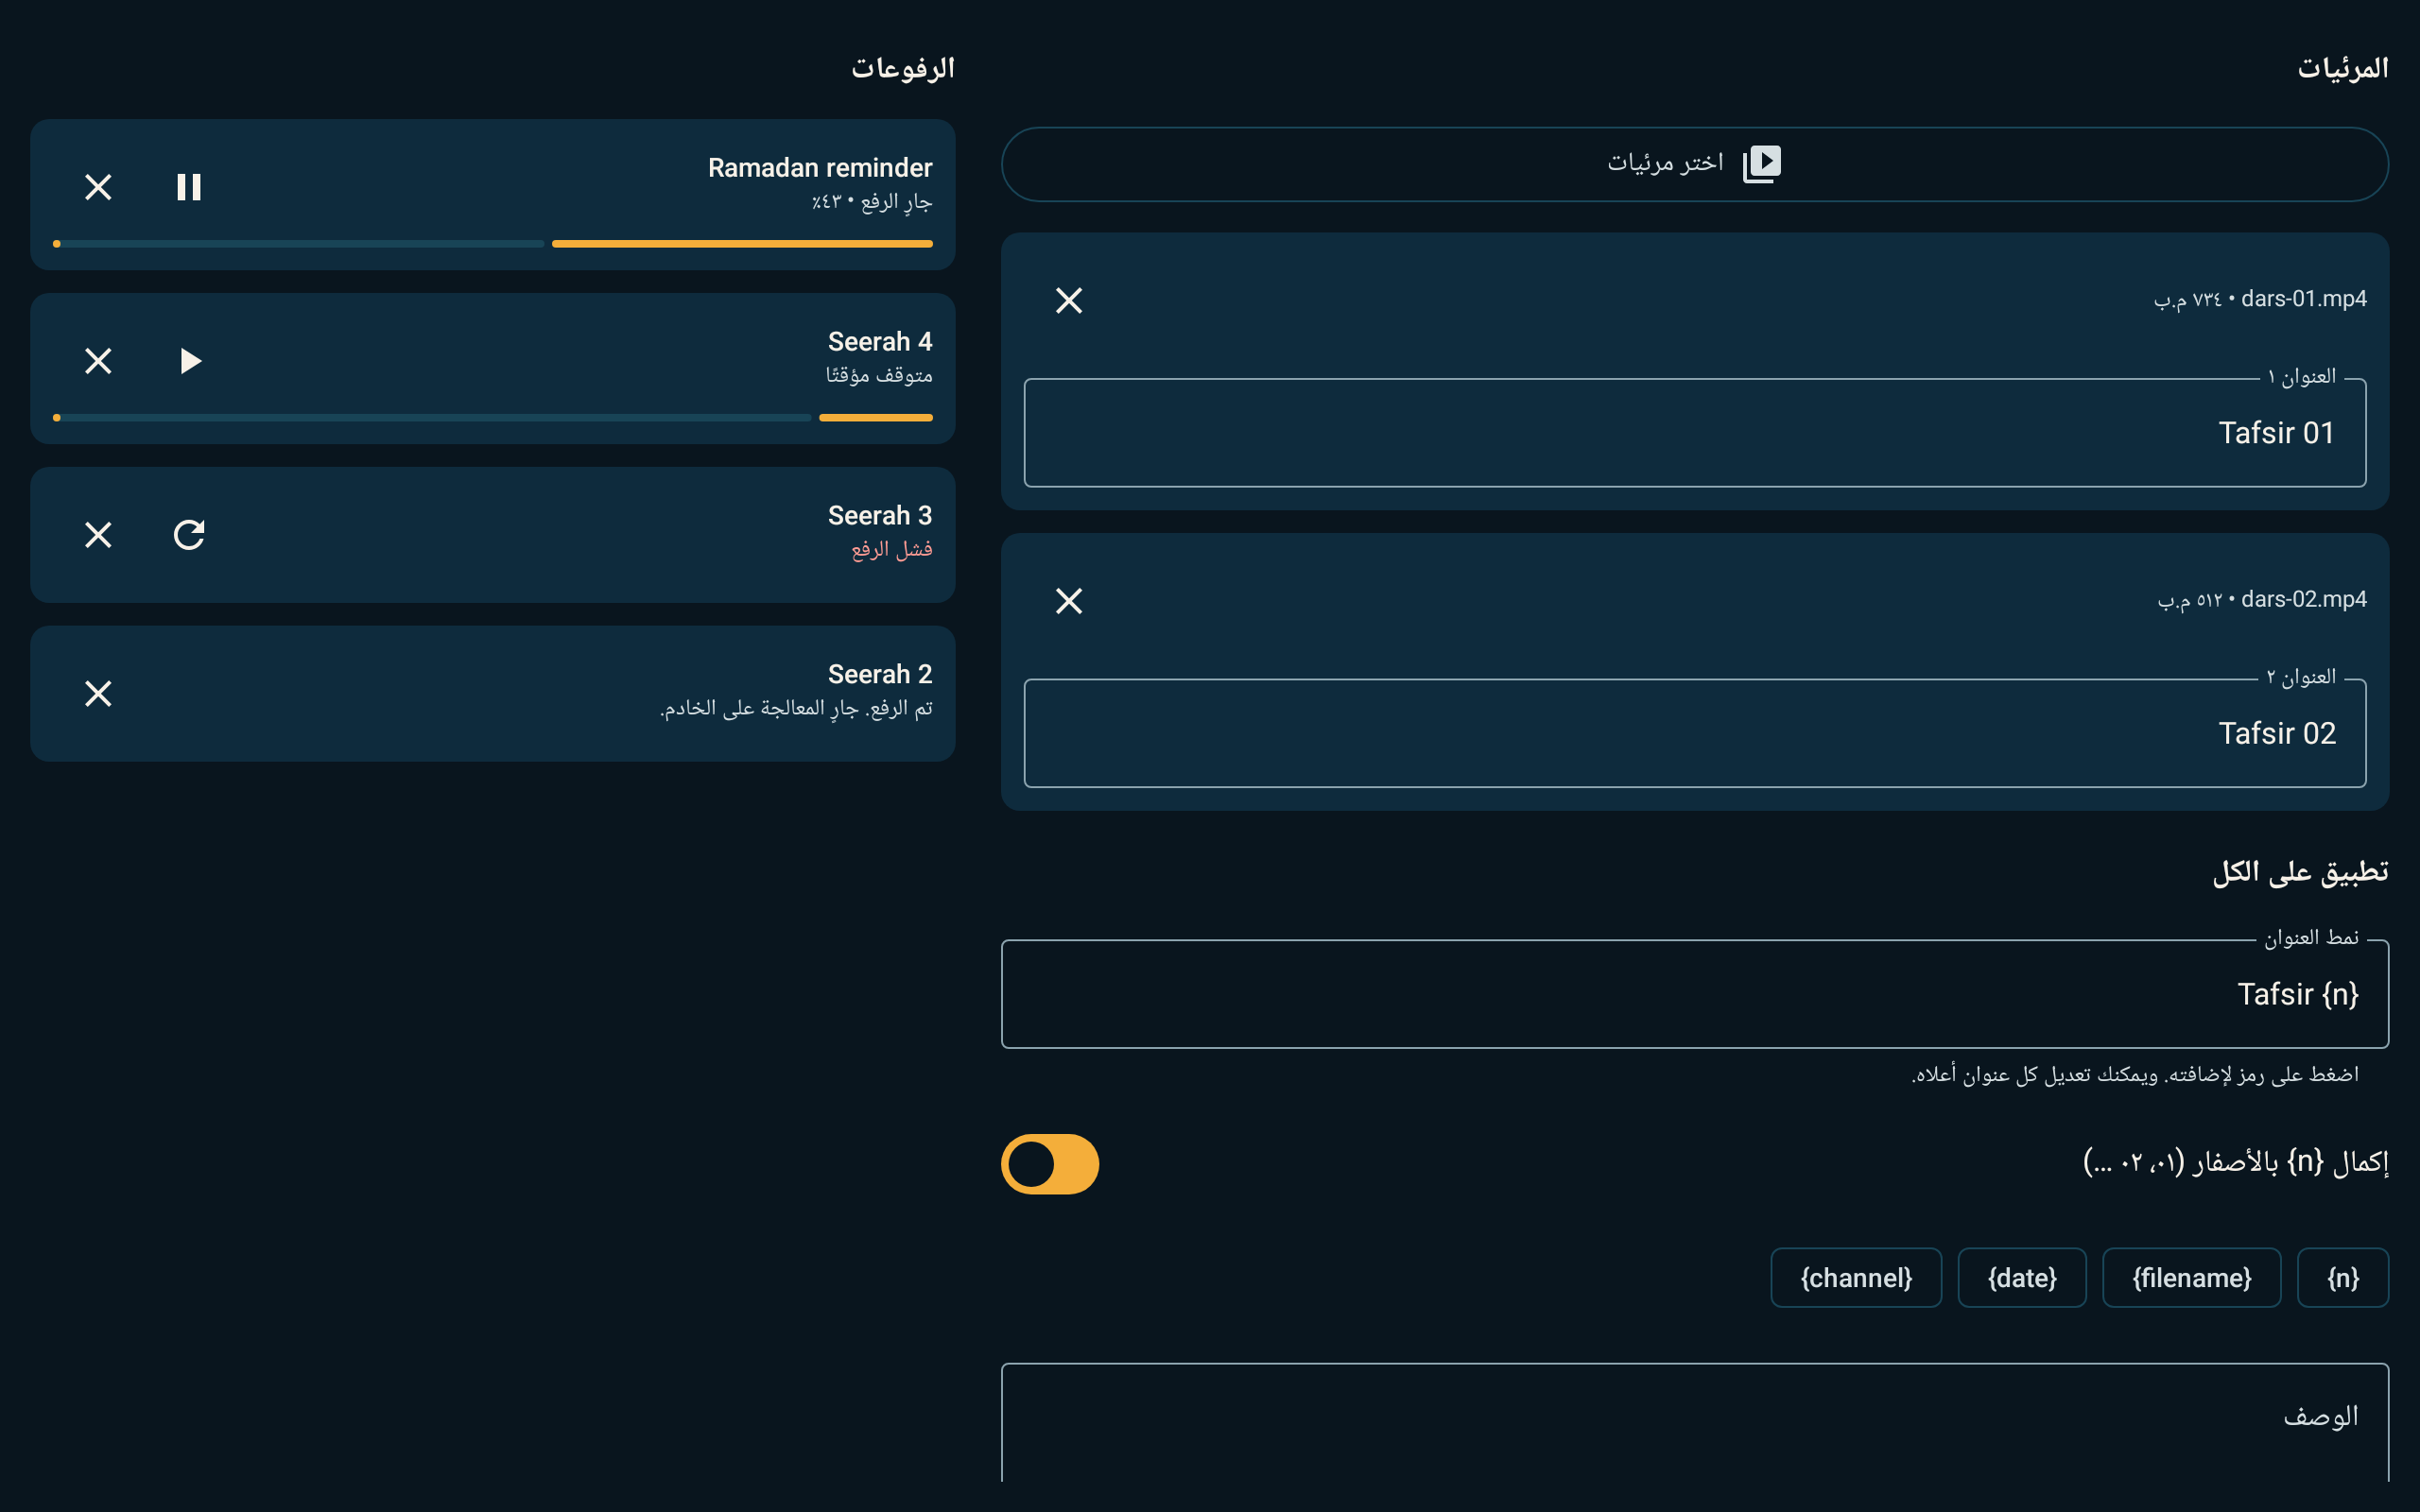 المرئيات
اختر مرئيات
dars-01.mp4 • ٧٣٤ م.ب
العنوان ١
Tafsir 01
dars-02.mp4 • ٥١٢ م.ب
العنوان ٢
Tafsir 02
تطبيق على الكل
نمط العنوان
Tafsir {n}
اضغط على رمز لإضافته. ويمكنك تعديل كل عنوان أعلاه.
إكمال {n} بالأصفار (٠١، ٠٢ ...)
{n}
{filename}
{date}
{channel}
الوصف
الرفوعات
Ramadan reminder
جارٍ الرفع • ٤٣٪
Seerah 4
متوقف مؤقتًا
Seerah 3
فشل الرفع
Seerah 2
تم الرفع. جارٍ المعالجة على الخادم.